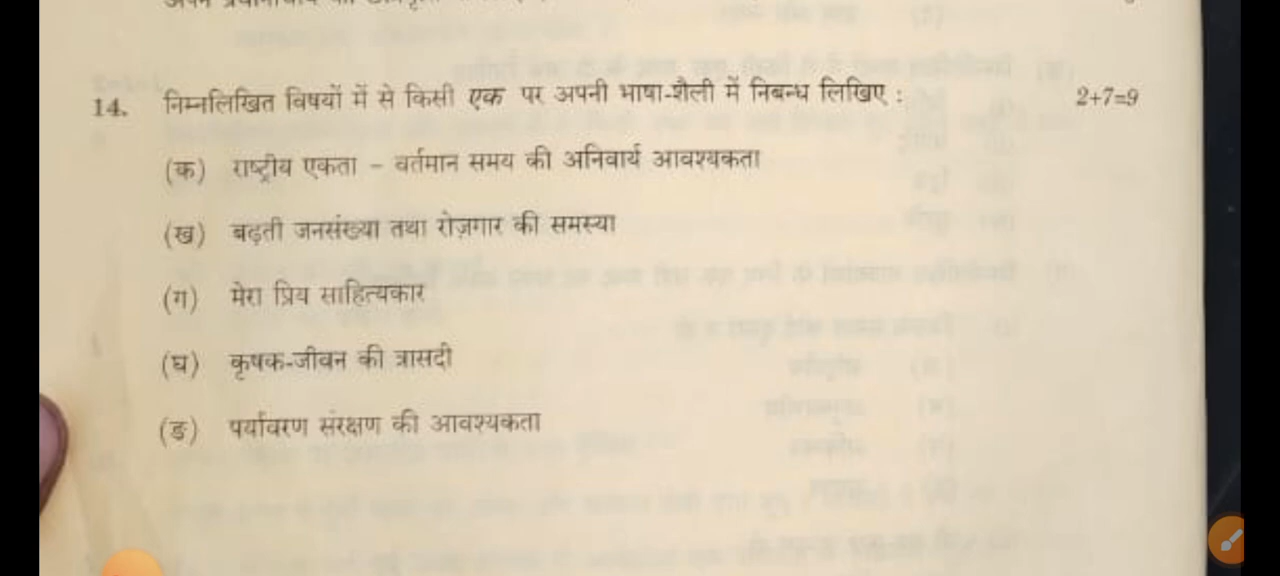 14. निम्नलिखित विषयों में से किसी एक पर अपनी भाषा-शैली में निबन्ध लिखिए : 2+7=9
(क) राष्ट्रीय एकता – वर्तमान समय की अनिवार्य आवश्यकता
(ख) बढ़ती जनसंख्या तथा रोज़गार की समस्या
(ग) मेरा प्रिय साहित्यकार
(घ) कृषक-जीवन की त्रासदी
(ङ) पर्यावरण संरक्षण की आवश्यकता